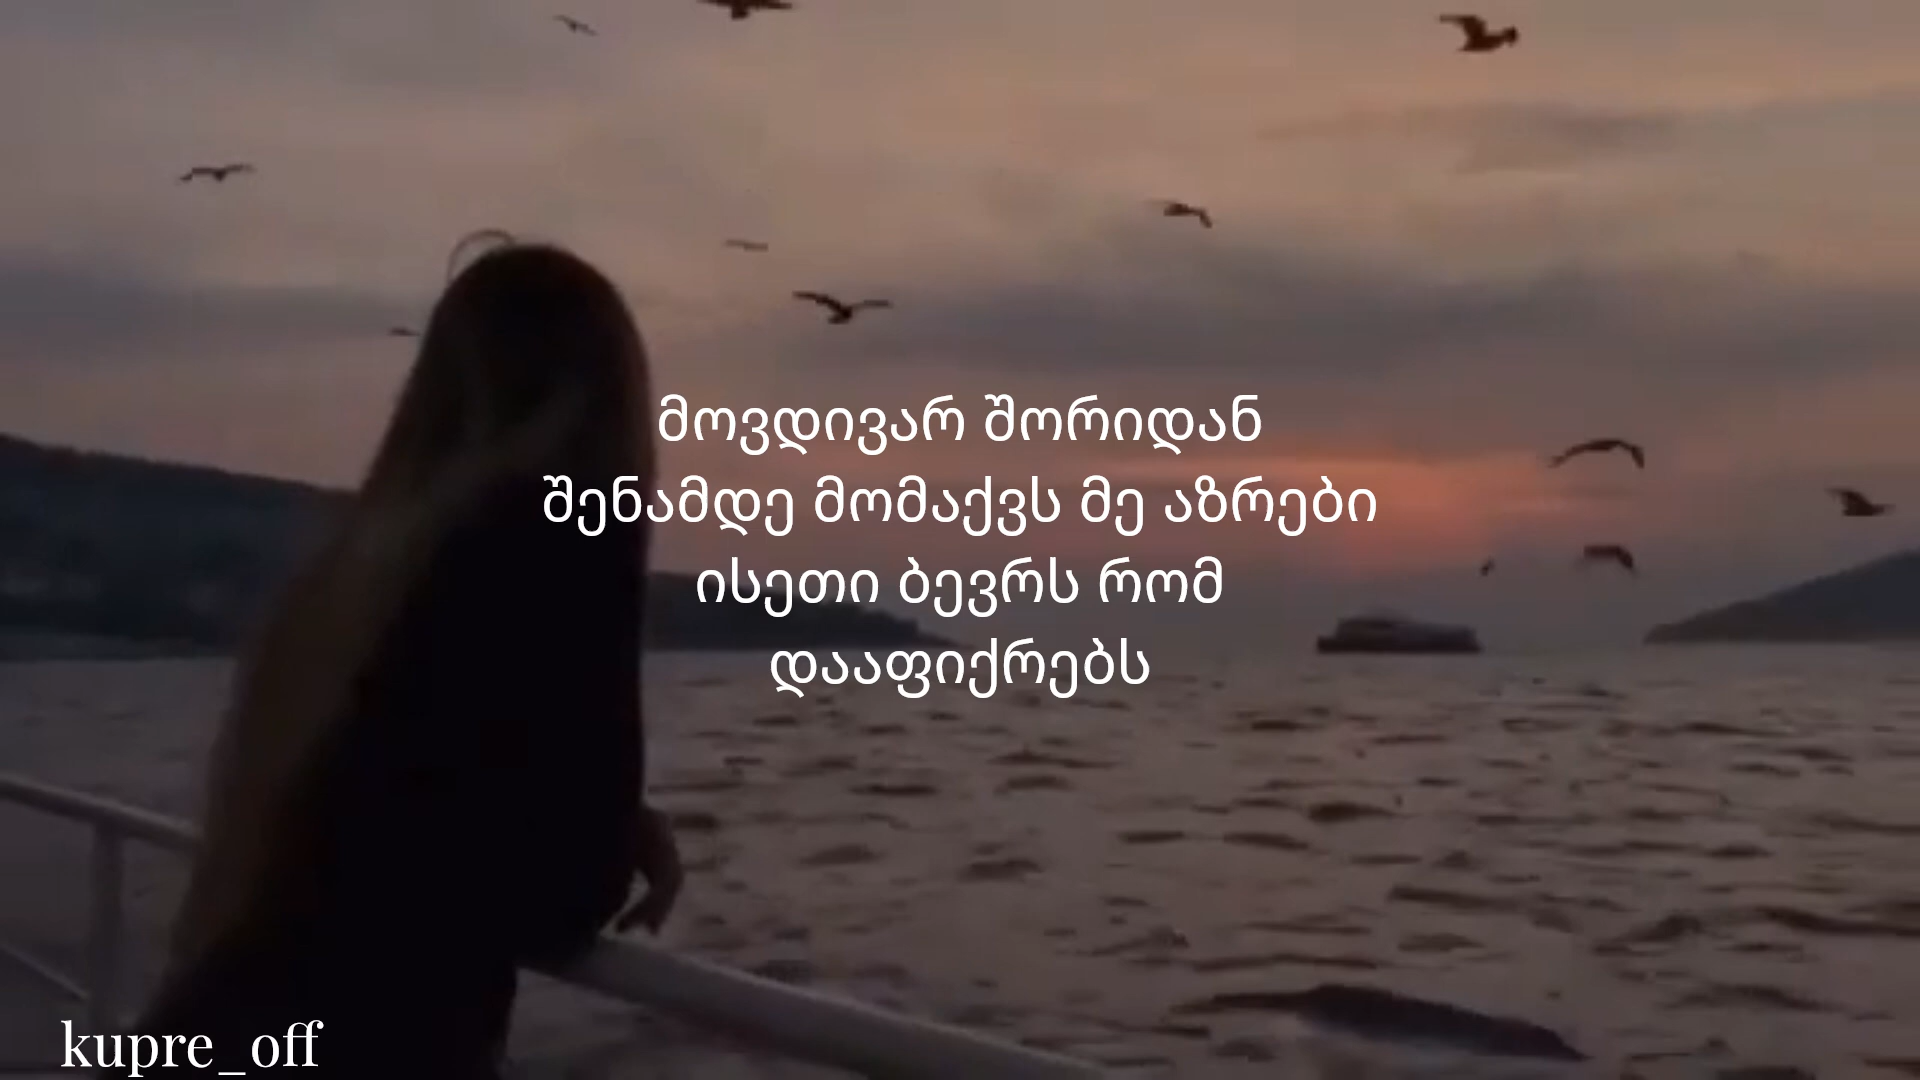 მოვდივარ შორიდან
შენამდე მომაქვს მე აზრები
ისეთი ბევრს რომ
დააფიქრებს
kupre_off